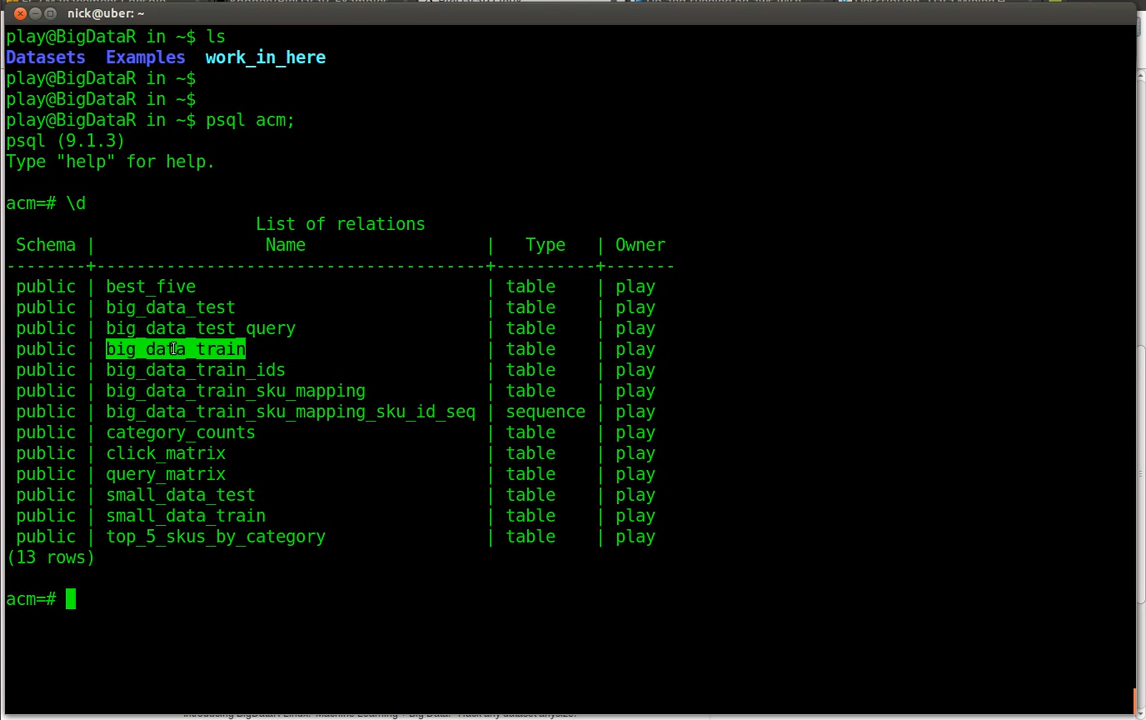 nick@uber: ~
play@BigDataR in ~$ ls
Datasets  Examples  work_in_here
play@BigDataR in ~$
play@BigDataR in ~$
play@BigDataR in ~$ psql acm;
psql (9.1.3)
Type "help" for help.
acm=# \d
List of relations
Schema | Name | Type | Owner
--------+---------------------------------------+----------+-------
public | best_five | table | play
public | big_data_test | table | play
public | big_data_test_query | table | play
public | big_data_train | table | play
public | big_data_train_ids | table | play
public | big_data_train_sku_mapping | table | play
public | big_data_train_sku_mapping_sku_id_seq | sequence | play
public | category_counts | table | play
public | click_matrix | table | play
public | query_matrix | table | play
public | small_data_test | table | play
public | small_data_train | table | play
public | top_5_skus_by_category | table | play
(13 rows)
acm=#